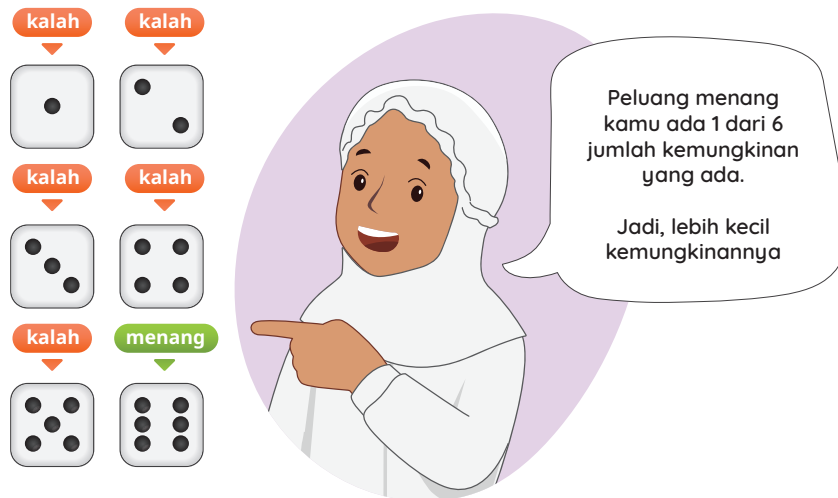 kalah kalah
kalah kalah
kalah menang
Peluang menang
kamu ada 1 dari 6
jumlah kemungkinan
yang ada.
Jadi, lebih kecil
kemungkinannya